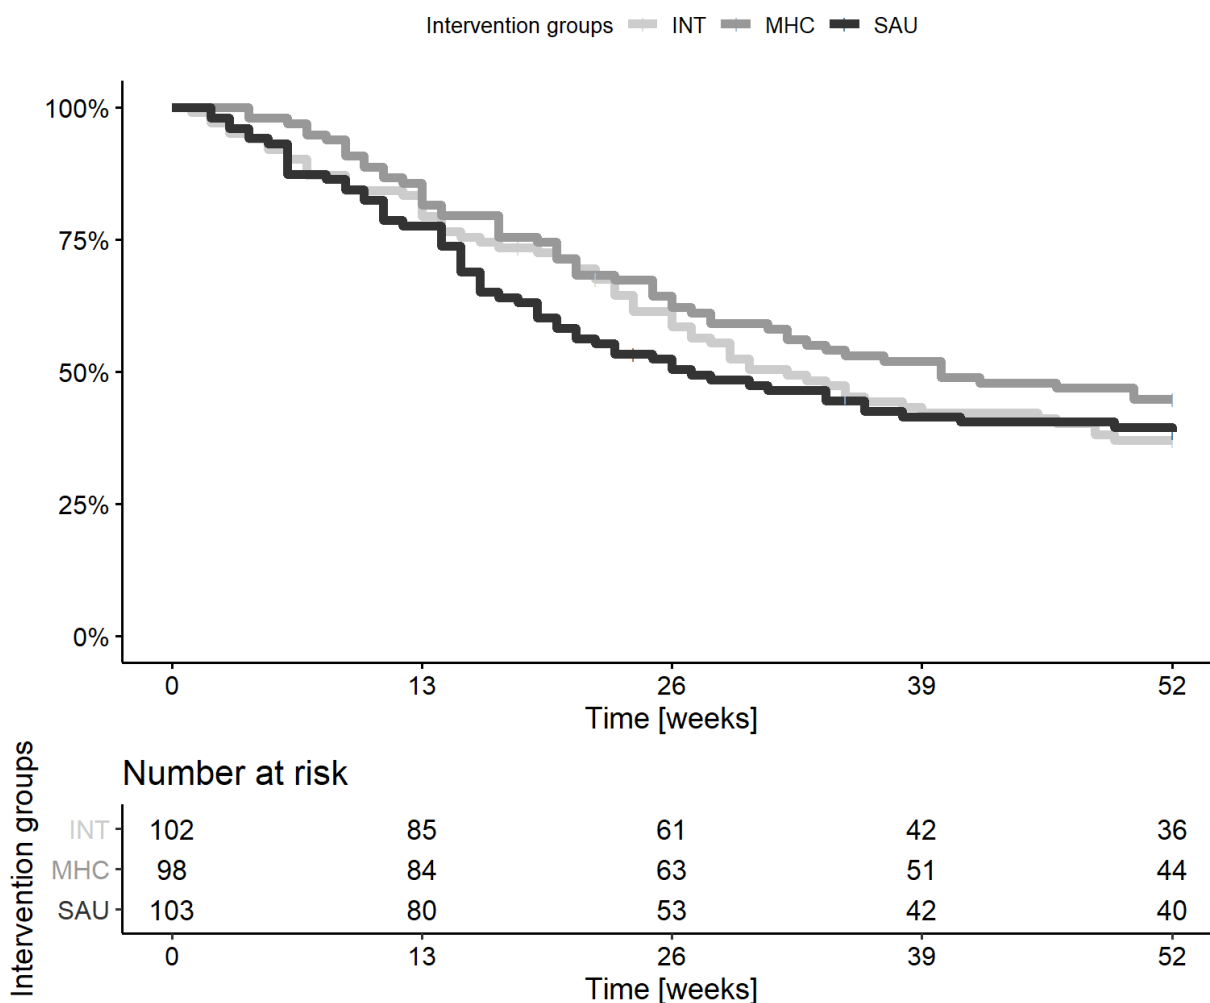 Intervention groups INT MHC SAU
100%
75%
50%
25%
0%
0 13 26 39 52
Time [weeks]
Number at risk
Intervention groups
INT 102 85 61 42 36
MHC 98 84 63 51 44
SAU 103 80 53 42 40
0 13 26 39 52
Time [weeks]